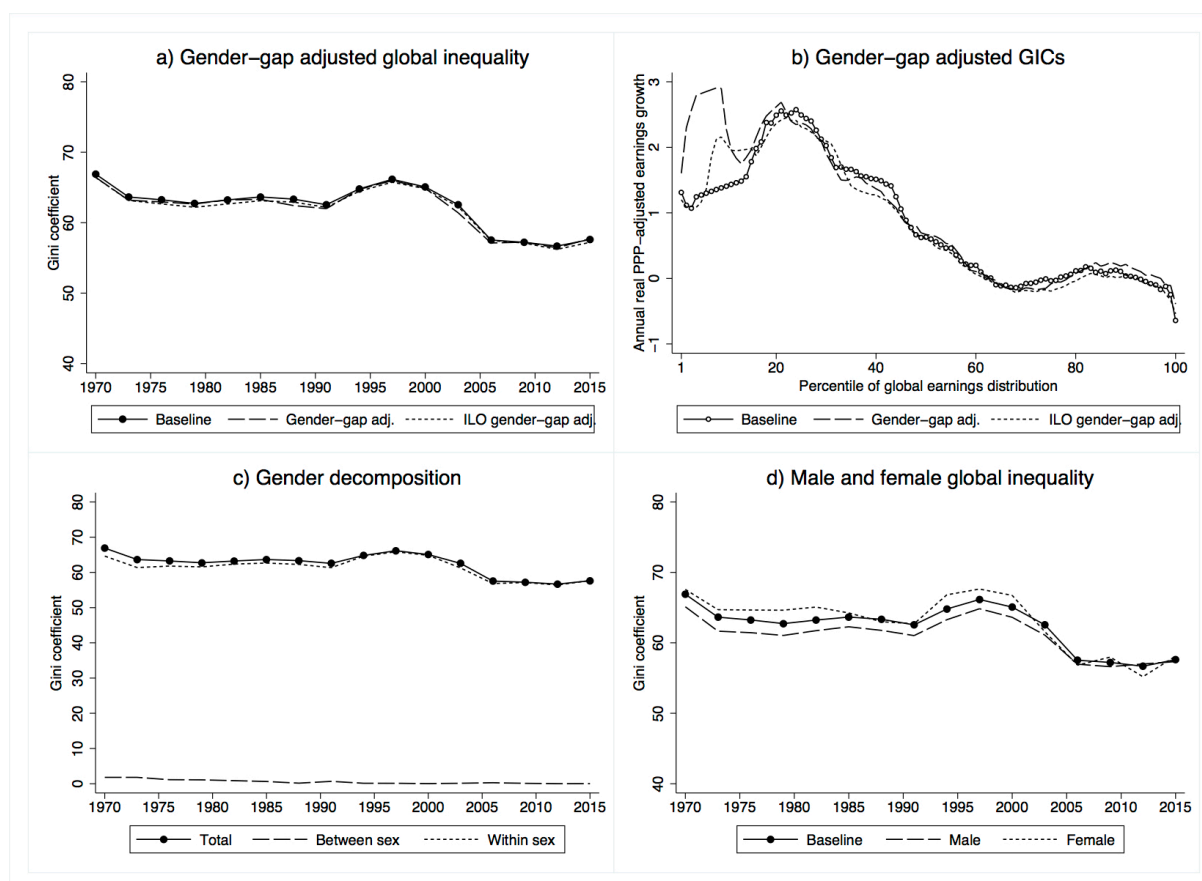 a) Gender-gap adjusted global inequality
Gini coefficient
80
70
60
50
40
1970 1975 1980 1985 1990 1995 2000 2005 2010 2015
Baseline Gender-gap adj. ILO gender-gap adj.
b) Gender-gap adjusted GICs
Annual real PPP-adjusted earnings growth
3
2
1
0
-1
1 20 40 60 80 100
Percentile of global earnings distribution
Baseline Gender-gap adj. ILO gender-gap adj.
c) Gender decomposition
Gini coefficient
80
70
60
50
40
30
20
10
0
1970 1975 1980 1985 1990 1995 2000 2005 2010 2015
Total Between sex Within sex
d) Male and female global inequality
Gini coefficient
80
70
60
50
40
1970 1975 1980 1985 1990 1995 2000 2005 2010 2015
Baseline Male Female